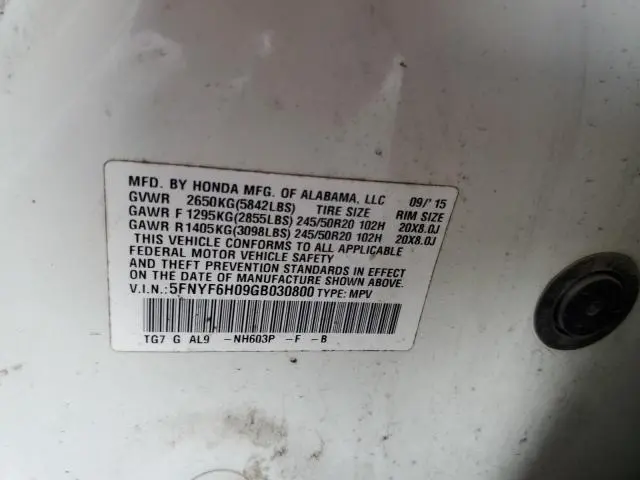 MFD. BY HONDA MFG. OF ALABAMA, LLC 09/'15
GVWR 2650KG(5842LBS) TIRE SIZE RIM SIZE
GAWR F 1295KG(2855LBS) 245/50R20 102H 20X8.0J
GAWR R 1405KG(3098LBS) 245/50R20 102H 20X8.0J
THIS VEHICLE CONFORMS TO ALL APPLICABLE
FEDERAL MOTOR VEHICLE SAFETY
AND THEFT PREVENTION STANDARDS IN EFFECT
ON THE DATE OF MANUFACTURE SHOWN ABOVE.
V.I.N.: 5FNYF6H09GB030800 TYPE: MPV
TG7 G AL9 -NH603P -F -B